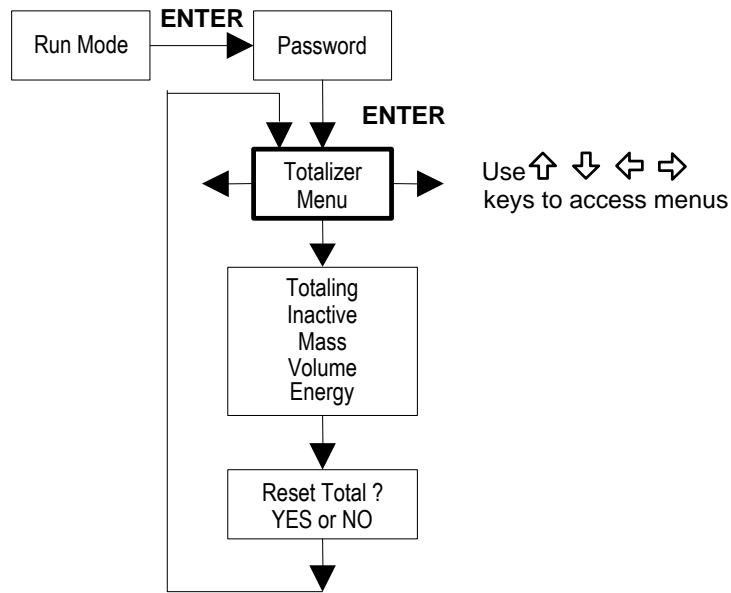 ENTER
Run Mode
Password
ENTER
Totalizer
Menu
Use
keys to access menus
Totaling
Inactive
Mass
Volume
Energy
Reset Total ?
YES or NO